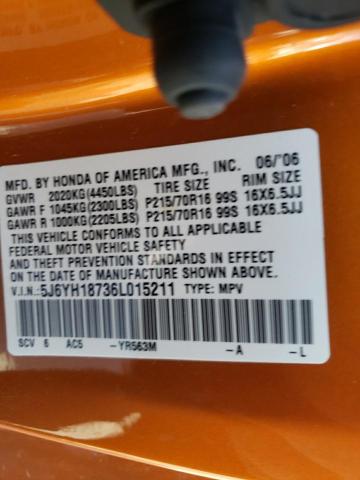 MFD. BY HONDA OF AMERICA MFG., INC. 06/'06
GVWR 2020KG(4450LBS) TIRE SIZE RIM SIZE
GAWR F 1045KG(2300LBS) P215/70R16 99S 16X6.5JJ
GAWR R 1000KG(2205LBS) P215/70R16 99S 16X6.5JJ
THIS VEHICLE CONFORMS TO ALL APPLICABLE
FEDERAL MOTOR VEHICLE SAFETY
AND THEFT PREVENTION STANDARDS IN EFFECT
ON THE DATE OF MANUFACTURE SHOWN ABOVE.
V.I.N.: 5J6YH18736L015211 TYPE: MPV
SCV 6 AC5 -YR563M -A -L